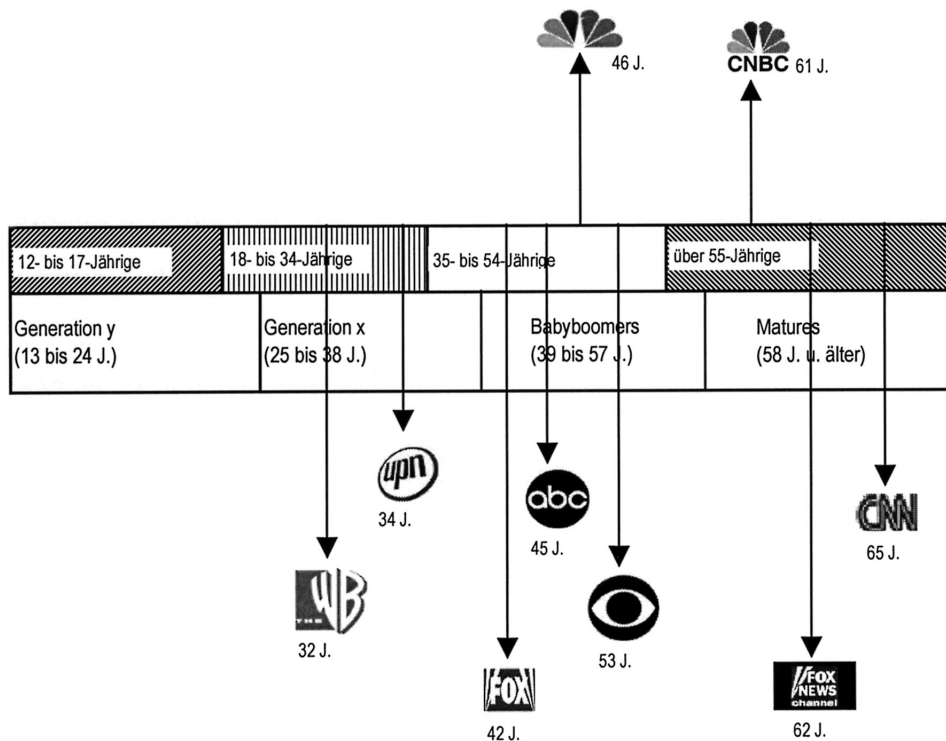 46 J.
CNBC 61 J.
12- bis 17-Jährige
18- bis 34-Jährige
35- bis 54-Jährige
über 55-Jährige
Generation y
(13 bis 24 J.)
Generation x
(25 bis 38 J.)
Babyboomers
(39 bis 57 J.)
Matures
(58 J. u. älter)
upn
34 J.
abc
45 J.
CNN
65 J.
THE WB
32 J.
53 J.
FOX
42 J.
FOX
NEWS
channel
62 J.